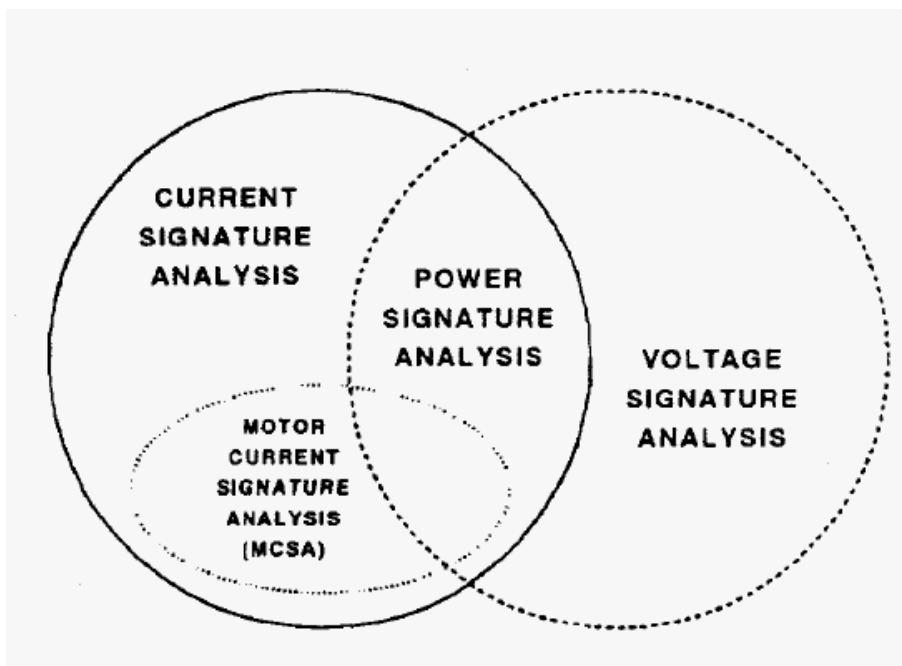 CURRENT
SIGNATURE
ANALYSIS
POWER
SIGNATURE
ANALYSIS
VOLTAGE
SIGNATURE
ANALYSIS
MOTOR
CURRENT
SIGNATURE
ANALYSIS
(MCSA)